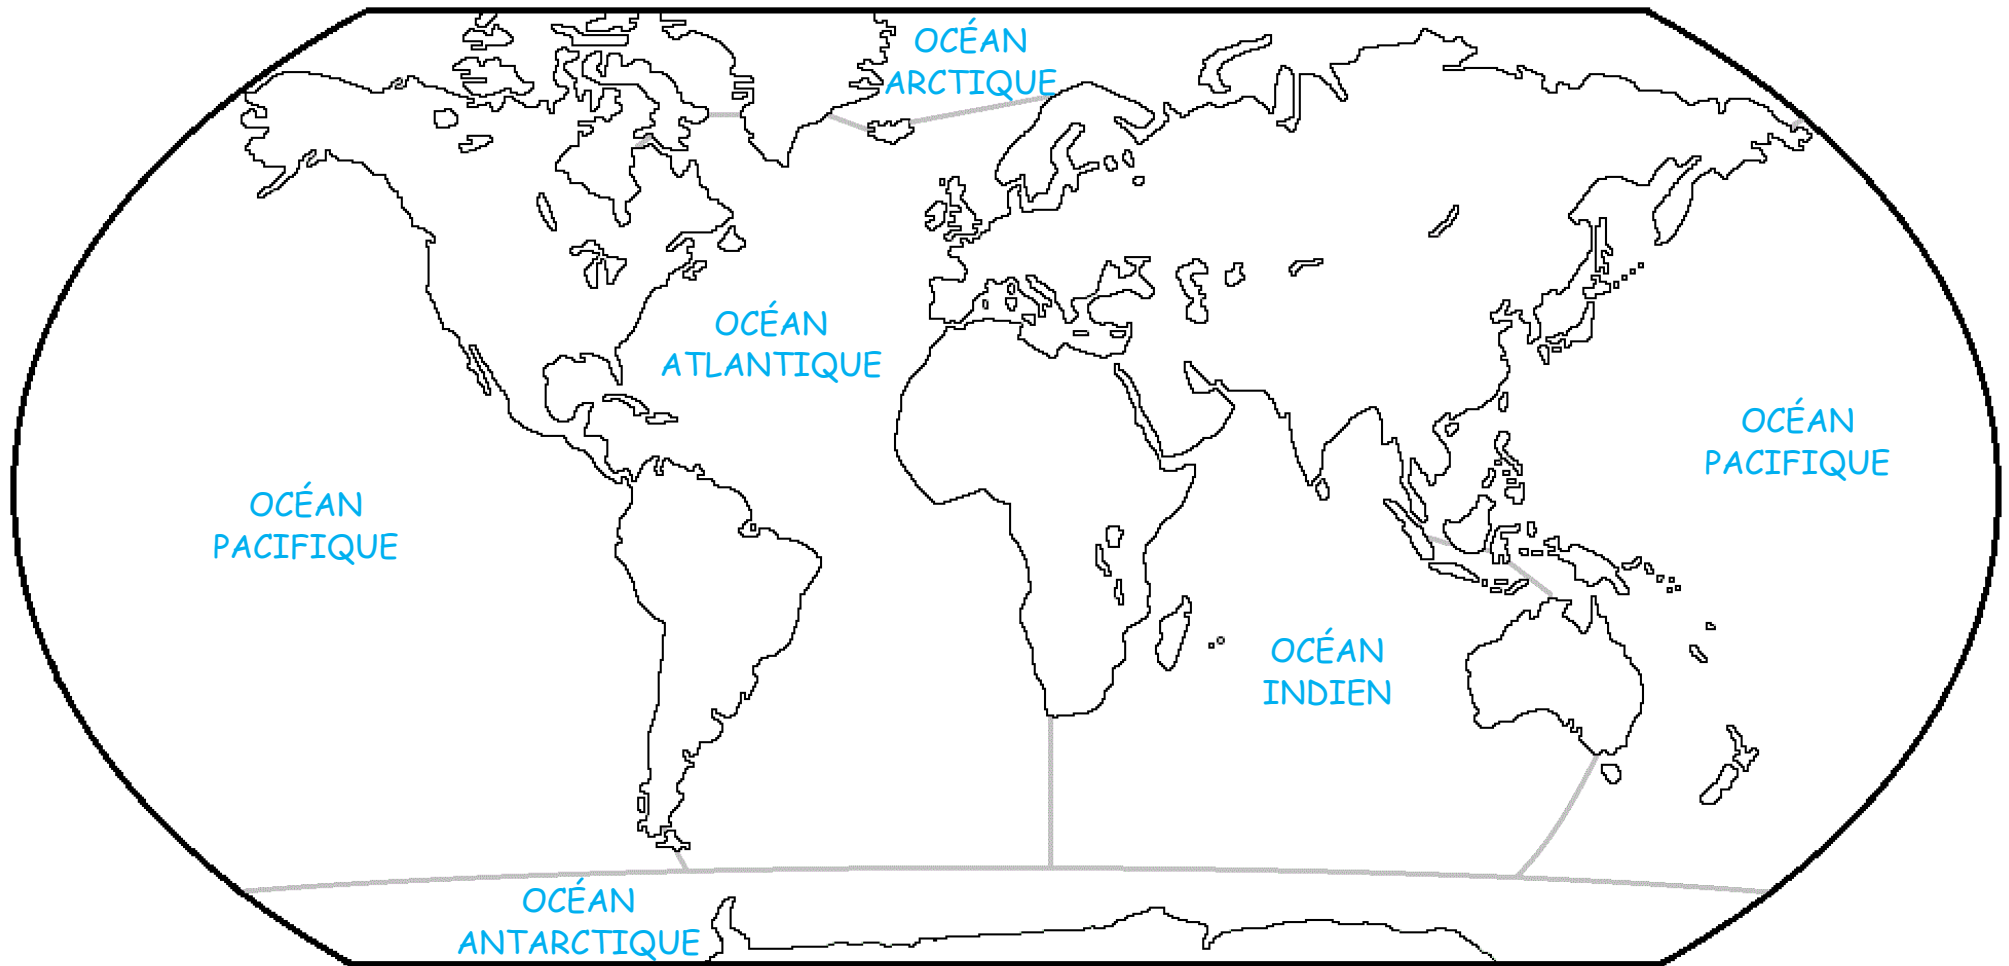 OCÉAN
ARCTIQUE
OCÉAN
ATLANTIQUE
OCÉAN
PACIFIQUE
OCÉAN
PACIFIQUE
OCÉAN
INDIEN
OCÉAN
ANTARCTIQUE